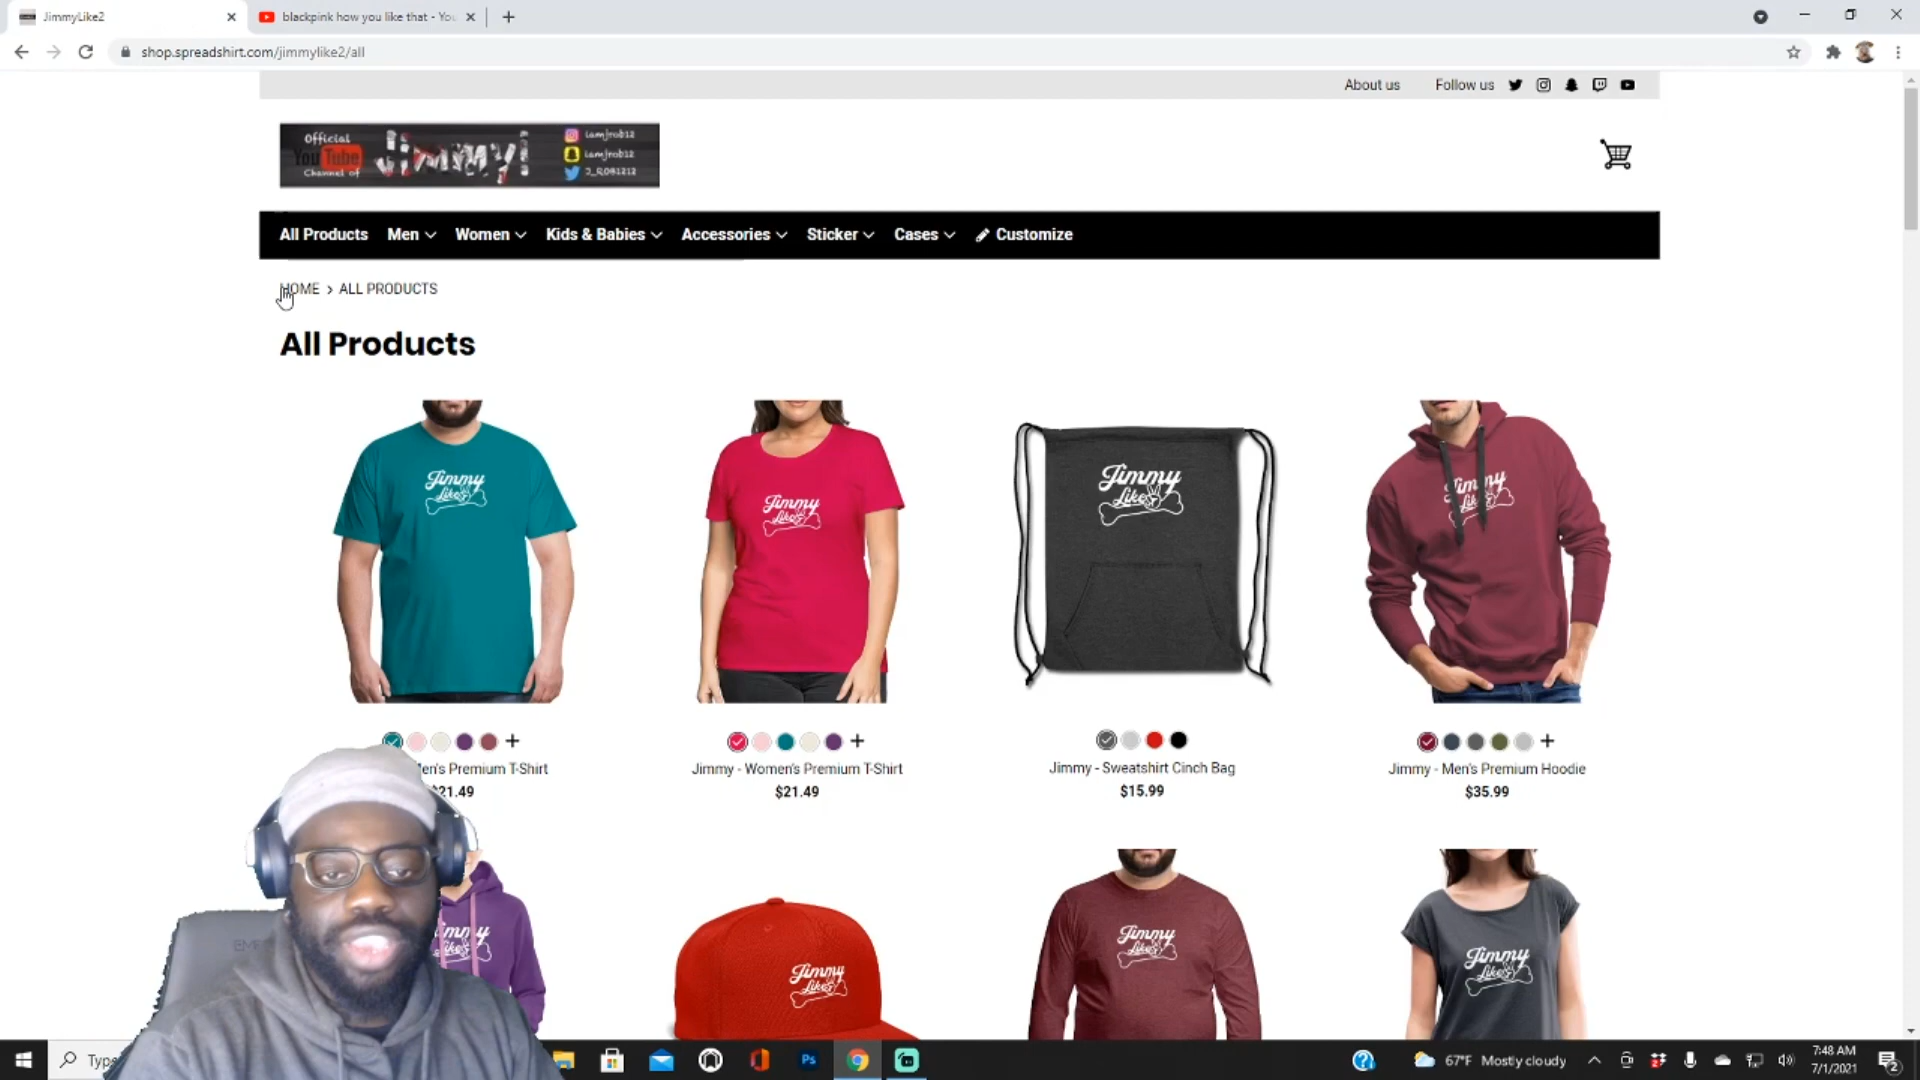 JimmyLike2
blackpink how you like that - You
shop.spreadshirt.com/jimmylike2/all
About us
Follow us
Official
YouTube
Channel of
Jimmy!
iamjrob12
iamjrob12
J_ROB1212
All Products
Men
Women
Kids & Babies
Accessories
Sticker
Cases
Customize
HOME > ALL PRODUCTS
All Products
Jimmy
Likes
Jimmy
Likes
Jimmy
Likes
Jimmy
Likes
Men's Premium T-Shirt
$21.49
Jimmy - Women's Premium T-Shirt
$21.49
Jimmy - Sweatshirt Cinch Bag
$15.99
Jimmy - Men's Premium Hoodie
$35.99
Jimmy
Likes
Jimmy
Likes
Jimmy
Likes
Type
Ps
67°F Mostly cloudy
7:48 AM
7/1/2021
2